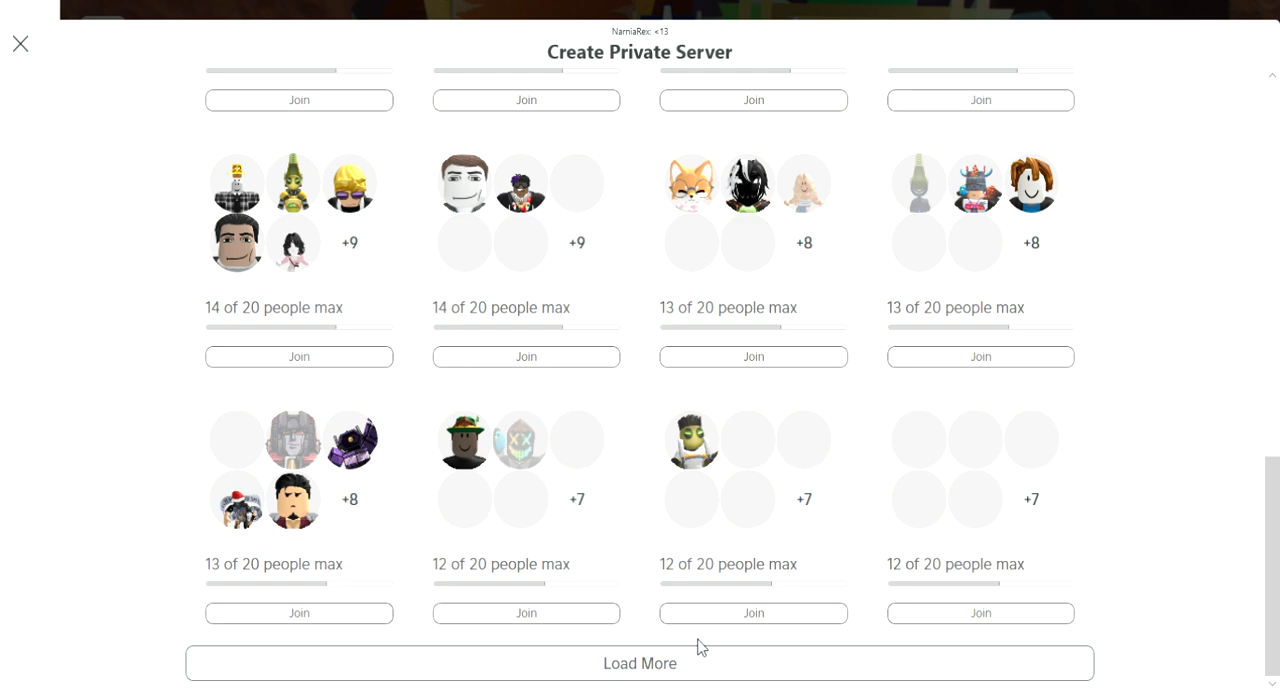 NarniaRex: <13
Create Private Server
Join Join Join Join
+9 +9 +8 +8
14 of 20 people max 14 of 20 people max 13 of 20 people max 13 of 20 people max
Join Join Join Join
+8 +7 +7 +7
13 of 20 people max 12 of 20 people max 12 of 20 people max 12 of 20 people max
Join Join Join Join
Load More